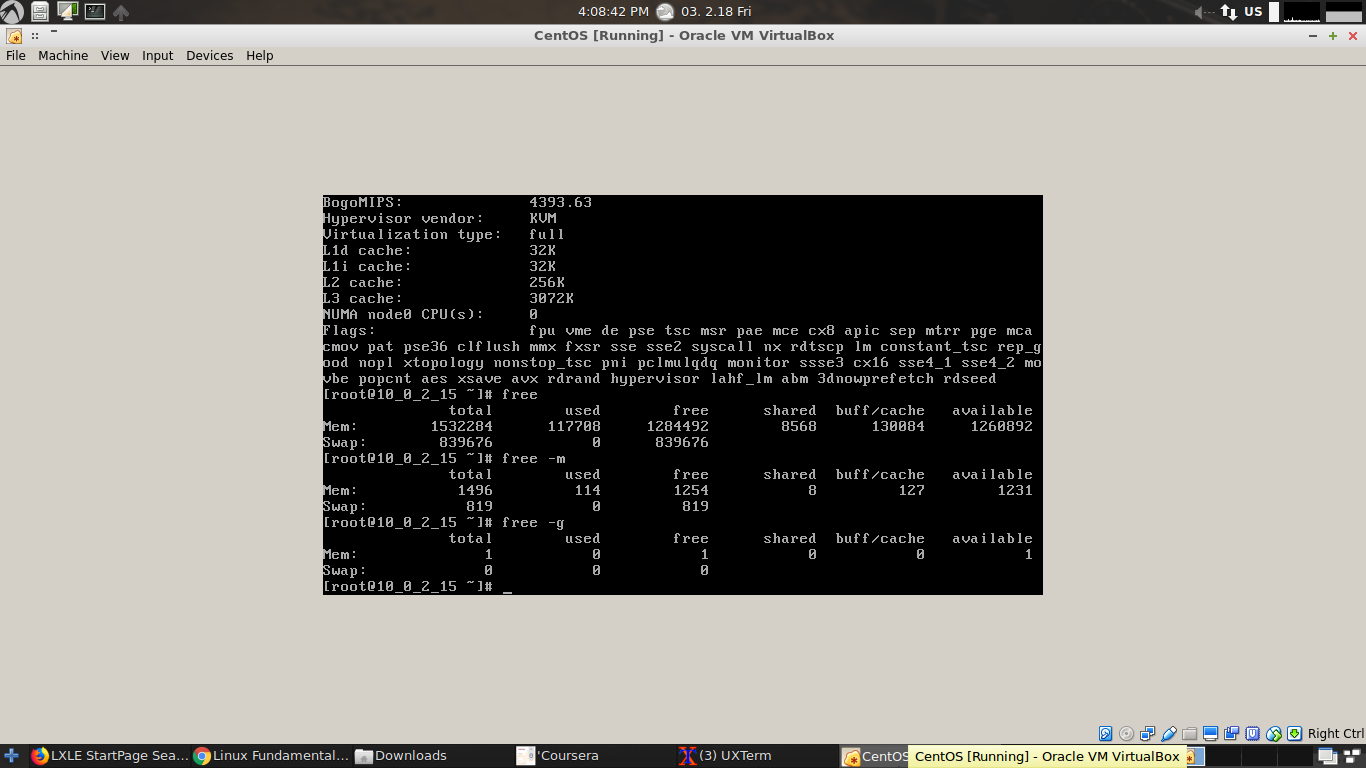 4:08:42 PM 03. 2.18 Fri US
CentOS [Running] - Oracle VM VirtualBox
File Machine View Input Devices Help
BogoMIPS: 4393.63
Hypervisor vendor: KVM
Virtualization type: full
L1d cache: 32K
L1i cache: 32K
L2 cache: 256K
L3 cache: 3072K
NUMA node0 CPU(s): 0
Flags: fpu vme de pse tsc msr pae mce cx8 apic sep mtrr pge mca
cmov pat pse36 clflush mmx fxsr sse sse2 syscall nx rdtscp lm constant_tsc rep_g
ood nopl xtopology nonstop_tsc pni pclmulqdq monitor ssse3 cx16 sse4_1 sse4_2 mo
vbe popcnt aes xsave avx rdrand hypervisor lahf_lm abm 3dnowprefetch rdseed
[root@10_0_2_15 ~]# free
total used free shared buff/cache available
Mem: 1532284 117708 1284492 8568 130084 1260892
Swap: 839676 0 839676
[root@10_0_2_15 ~]# free -m
total used free shared buff/cache available
Mem: 1496 114 1254 8 127 1231
Swap: 819 0 819
[root@10_0_2_15 ~]# free -g
total used free shared buff/cache available
Mem: 1 0 1 0 0 1
Swap: 0 0 0
[root@10_0_2_15 ~]# _
Right Ctrl
LXLE StartPage Sea... Linux Fundamental... Downloads 'Coursera (3) UXTerm CentOS CentOS [Running] - Oracle VM VirtualBox